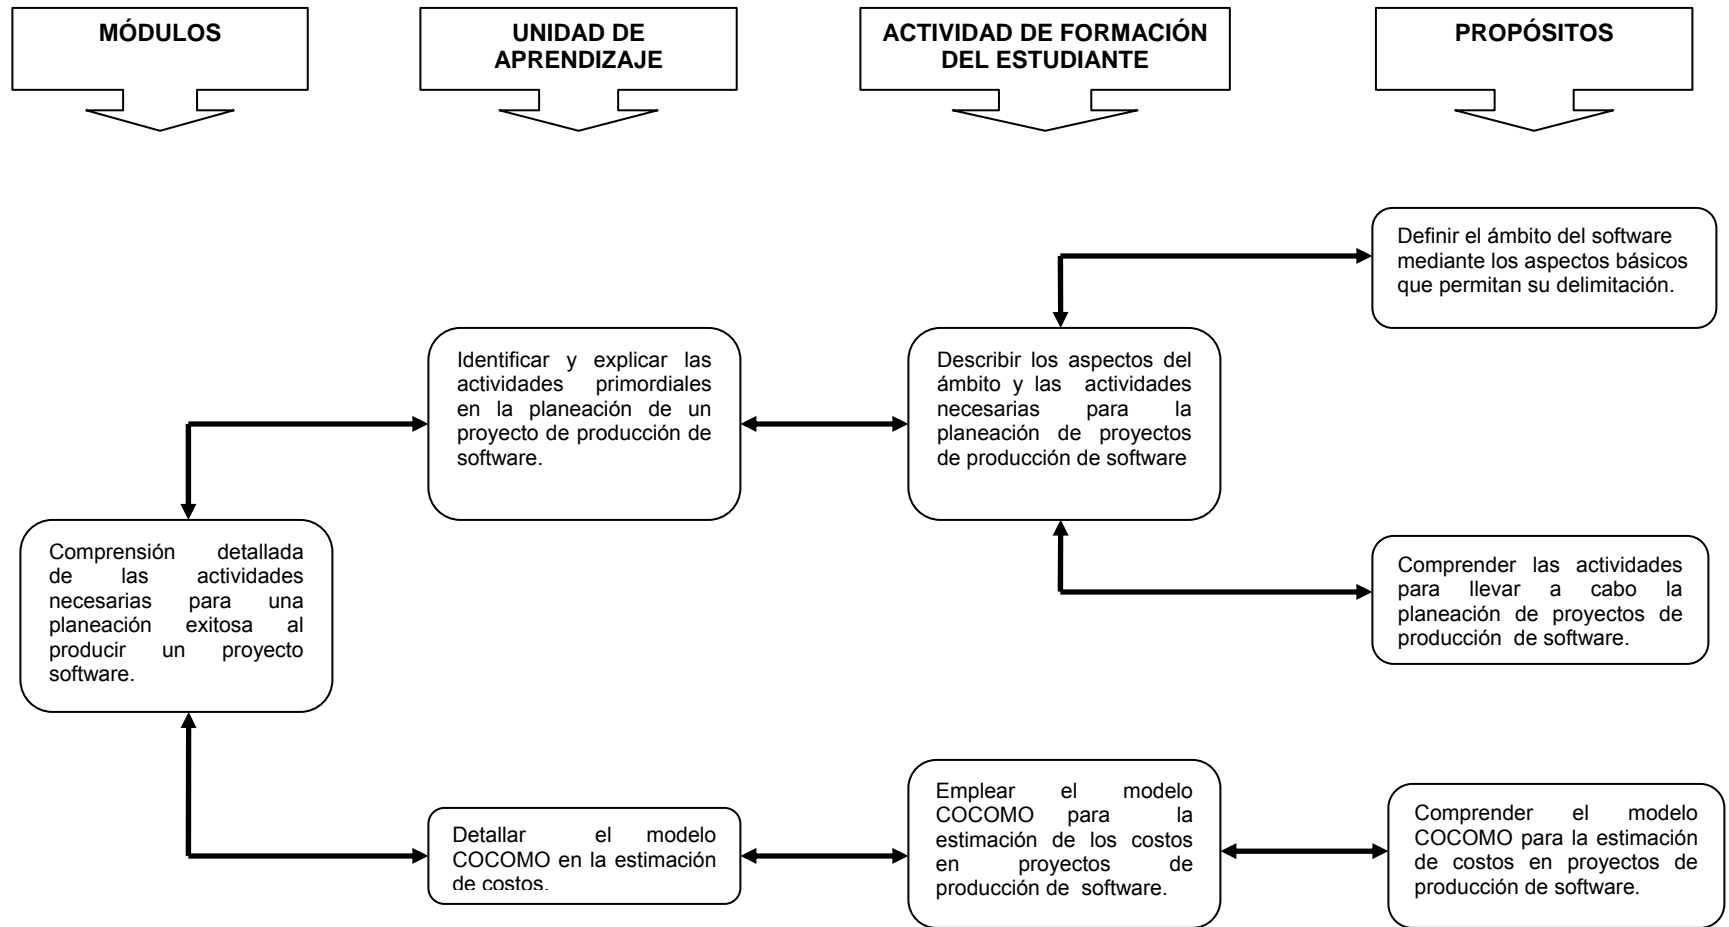 MÓDULOS
UNIDAD DE
APRENDIZAJE
ACTIVIDAD DE FORMACIÓN
DEL ESTUDIANTE
PROPÓSITOS
Definir el ámbito del software
mediante los aspectos básicos
que permitan su delimitación.
Identificar y explicar las
actividades primordiales
en la planeación de un
proyecto de producción de
software.
Describir los aspectos del
ámbito y las actividades
necesarias para la
planeación de proyectos
de producción de software
Comprensión detallada
de las actividades
necesarias para una
planeación exitosa al
producir un proyecto
software.
Comprender las actividades
para llevar a cabo la
planeación de proyectos de
producción de software.
Detallar el modelo
COCOMO en la estimación
de costos.
Emplear el modelo
COCOMO para la
estimación de los costos
en proyectos de
producción de software.
Comprender el modelo
COCOMO para la estimación
de costos en proyectos de
producción de software.